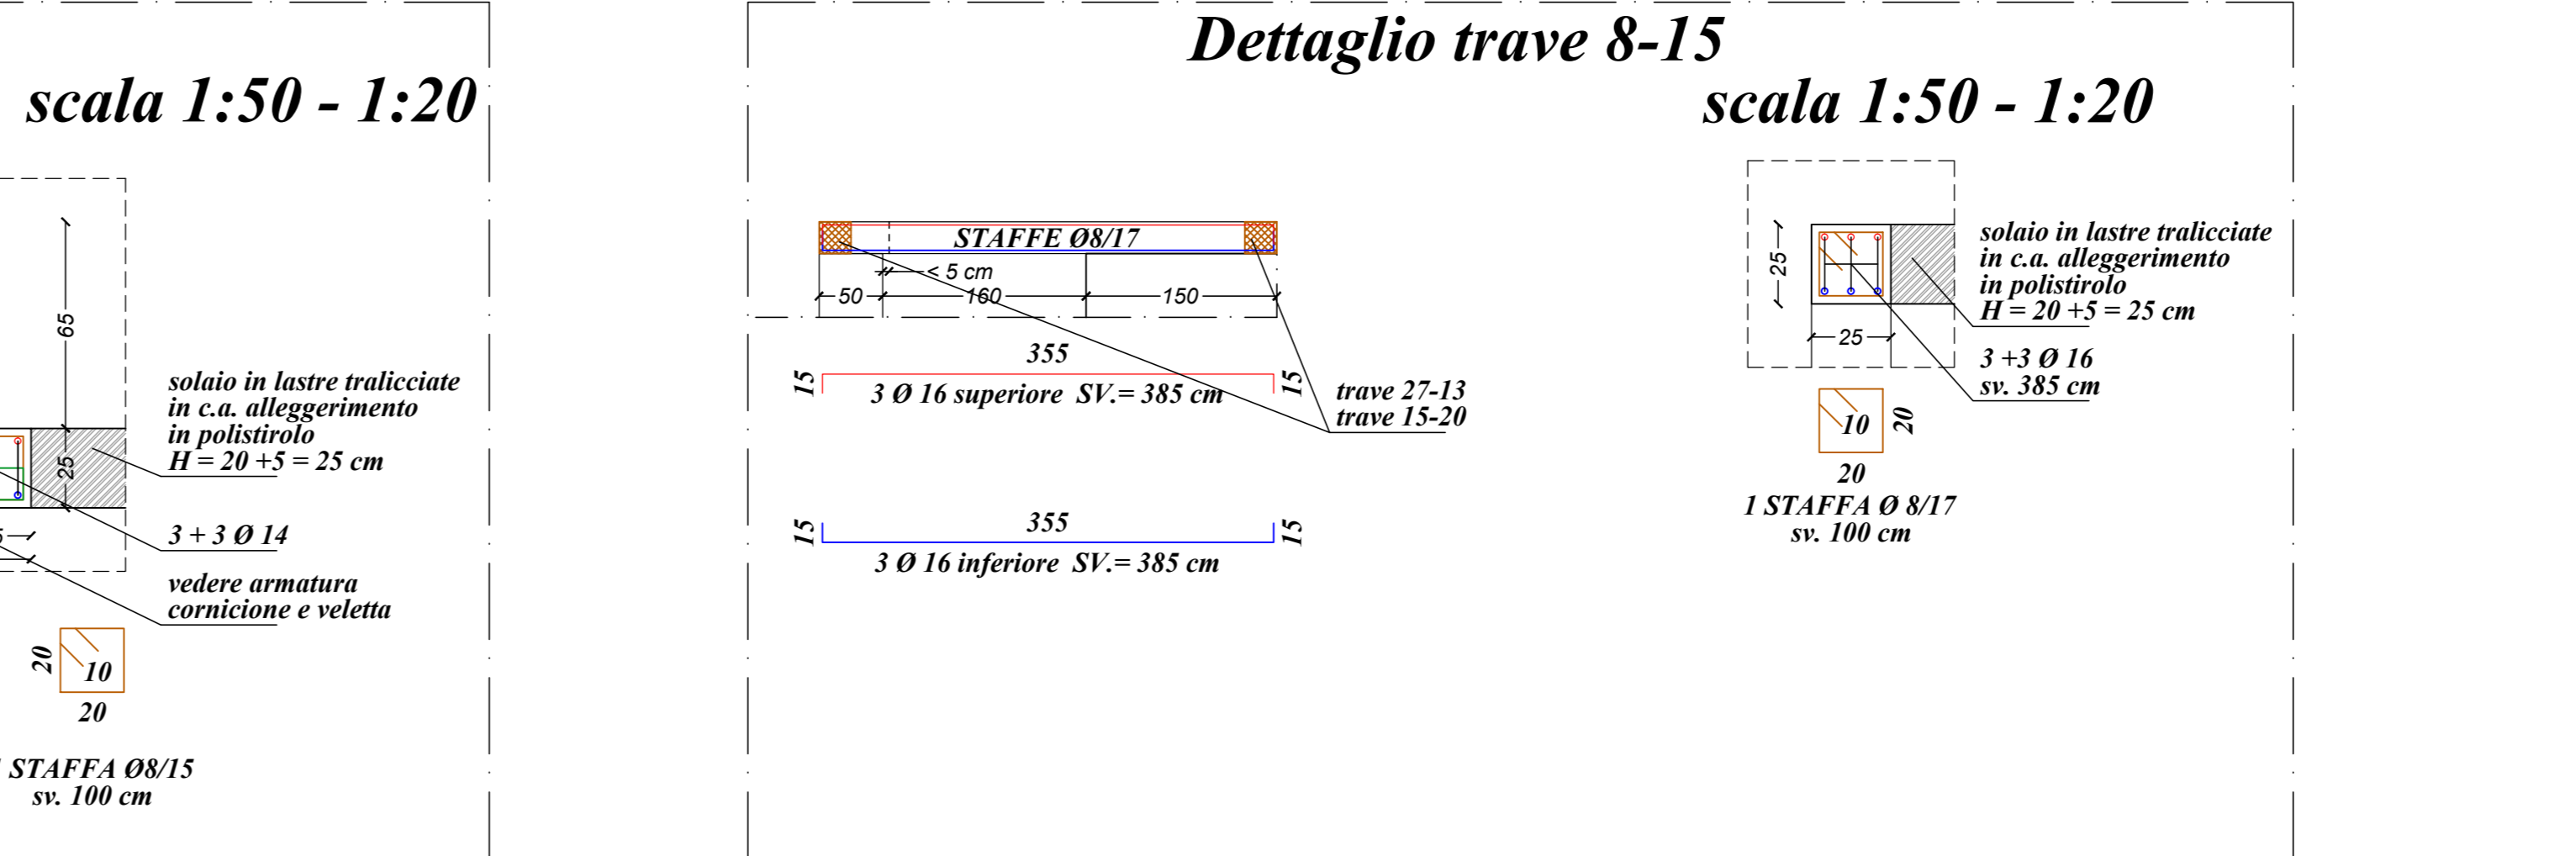 scala 1:50 - 1:20
65
25
solaio in lastre tralicciate
in c.a. alleggerimento
in polistirolo
H = 20 +5 = 25 cm
3 + 3 Ø 14
vedere armatura
cornicione e veletta
20
10
20
STAFFA Ø8/15
sv. 100 cm
Dettaglio trave 8-15
scala 1:50 - 1:20
STAFFE Ø8/17
< 5 cm
50
160
150
355
15
15
3 Ø 16 superiore SV.= 385 cm
trave 27-13
trave 15-20
355
15
15
3 Ø 16 inferiore SV.= 385 cm
25
25
solaio in lastre tralicciate
in c.a. alleggerimento
in polistirolo
H = 20 +5 = 25 cm
3 +3 Ø 16
sv. 385 cm
10
20
20
1 STAFFA Ø 8/17
sv. 100 cm